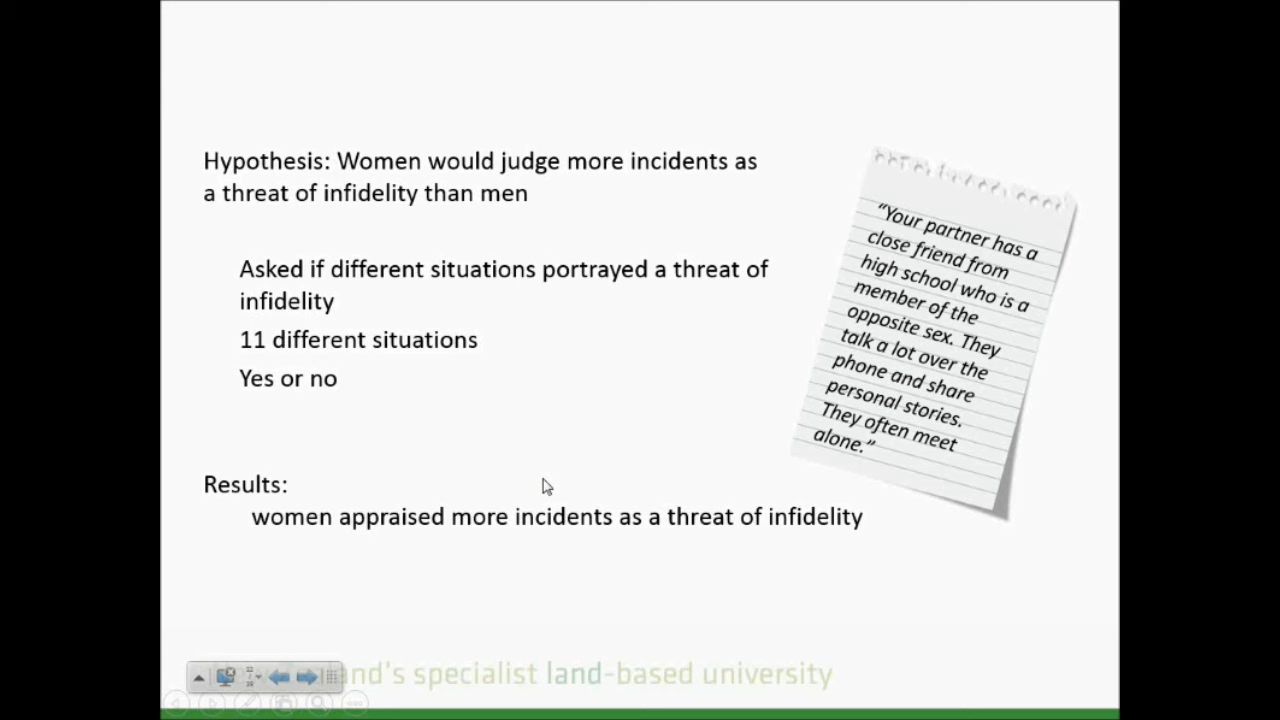 Hypothesis: Women would judge more incidents as
a threat of infidelity than men
Asked if different situations portrayed a threat of
infidelity
11 different situations
Yes or no
Results:
women appraised more incidents as a threat of infidelity
“Your partner has a
close friend from
high school who is a
member of the
opposite sex. They
talk a lot over the
phone and share
personal stories.
They often meet
alone.”
land's specialist land-based university